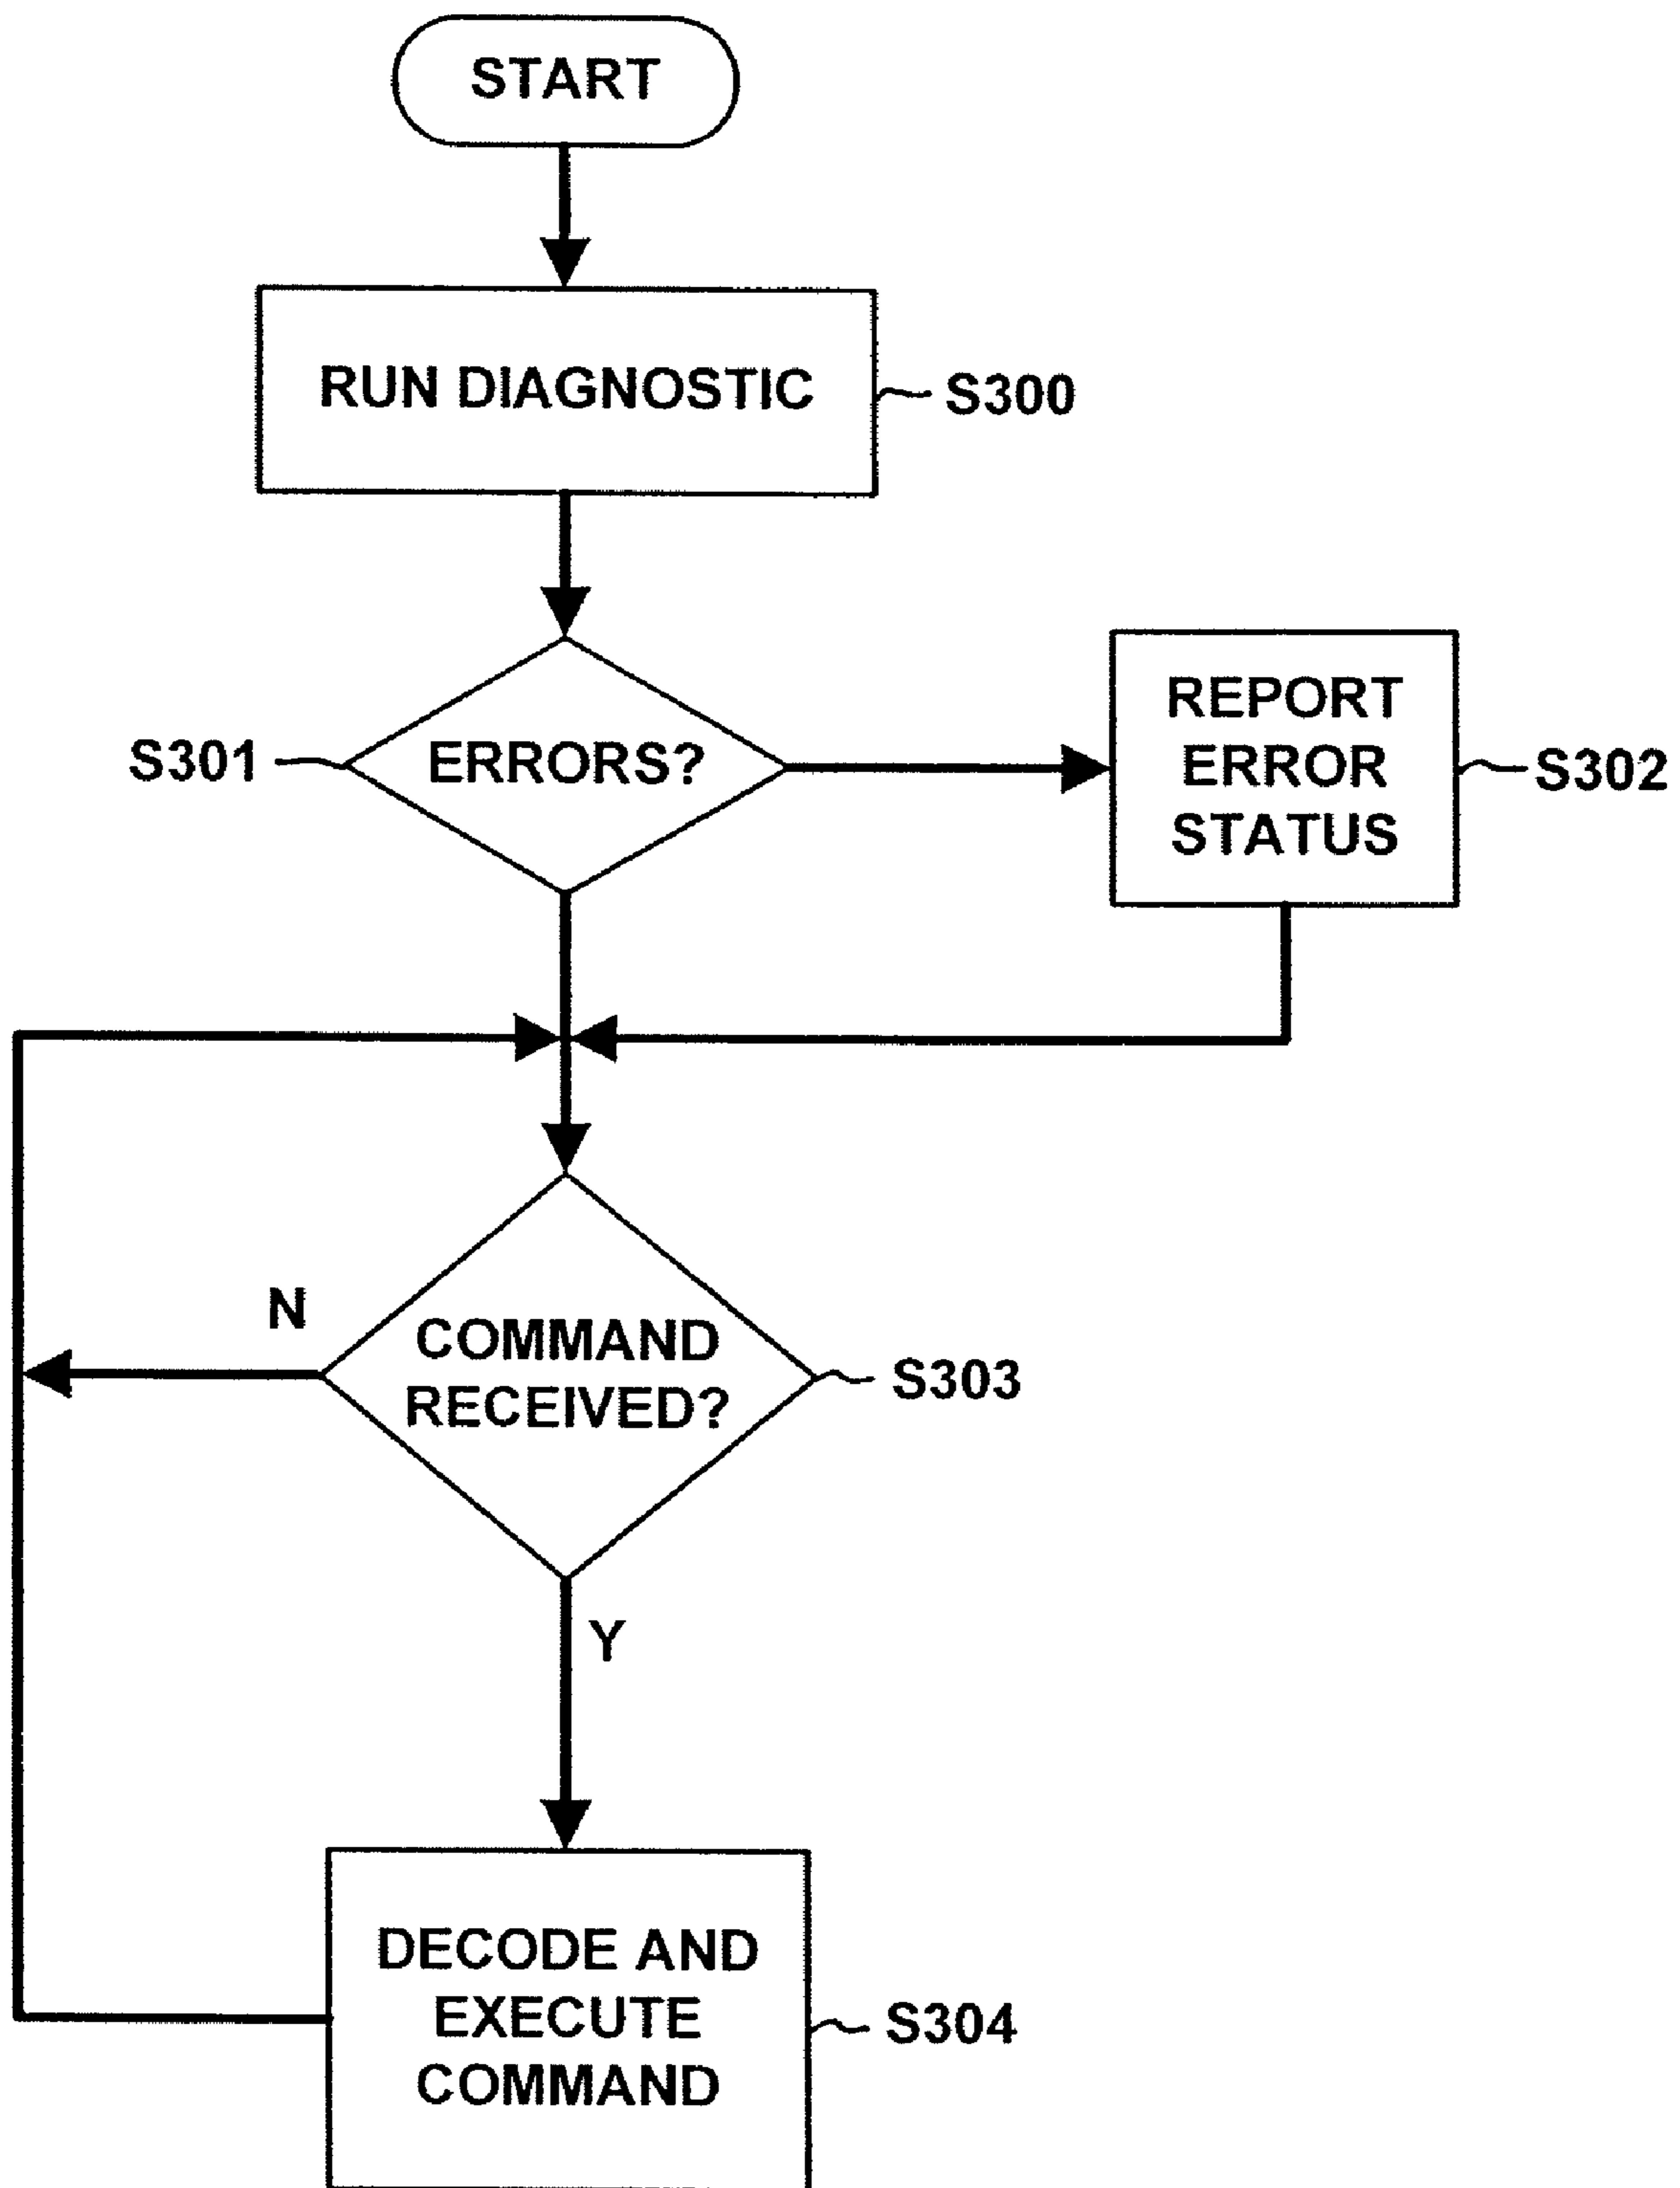 START
RUN DIAGNOSTIC
S300
S301
ERRORS?
REPORT
ERROR
STATUS
S302
N
COMMAND
RECEIVED?
S303
Y
DECODE AND
EXECUTE
COMMAND
S304